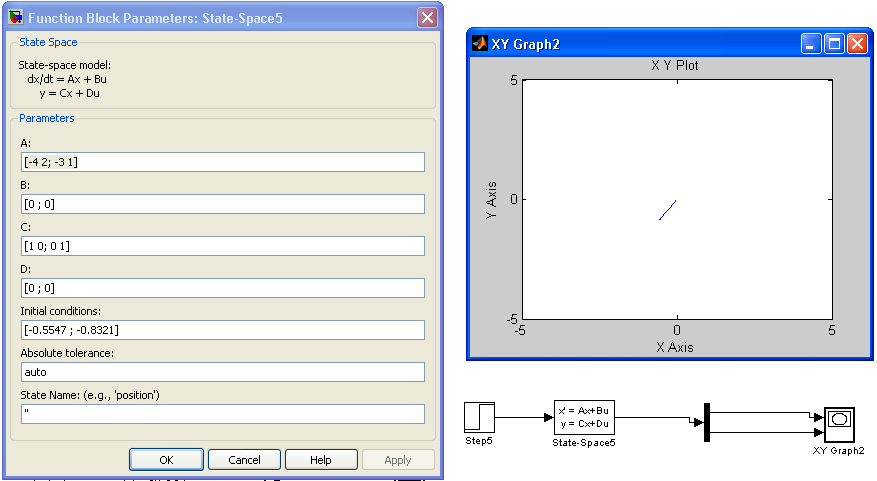 Function Block Parameters: State-Space5
State Space
State-space model:
dx/dt = Ax + Bu
y = Cx + Du
Parameters
A:
[-4 2; -3 1]
B:
[0 ; 0]
C:
[1 0; 0 1]
D:
[0 ; 0]
Initial conditions:
[-0.5547 ; -0.8321]
Absolute tolerance:
auto
State Name: (e.g., 'position')
''
OK Cancel Help Apply
XY Graph2
X Y Plot
5
0
-5
Y Axis
-5 0 5
X Axis
x' = Ax+Bu
y = Cx+Du
Step5
State-Space5
XY Graph2